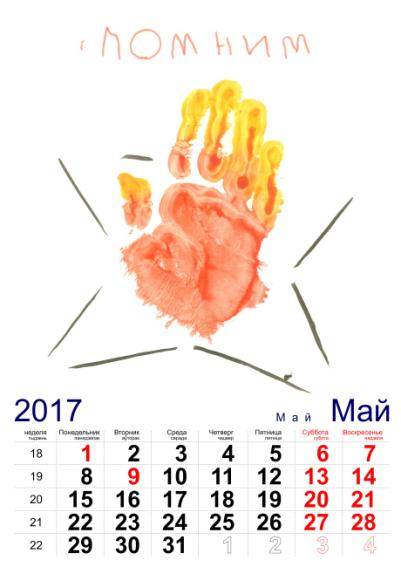 ПОМНИМ
2017 М а й Май
неделя Понедельник Вторник Среда Четверг Пятница Суббота Воскресенье
тыдзень панядзелак аўторак серада чацвер пятніца субота нядзеля
18 1 2 3 4 5 6 7
19 8 9 10 11 12 13 14
20 15 16 17 18 19 20 21
21 22 23 24 25 26 27 28
22 29 30 31 1 2 3 4